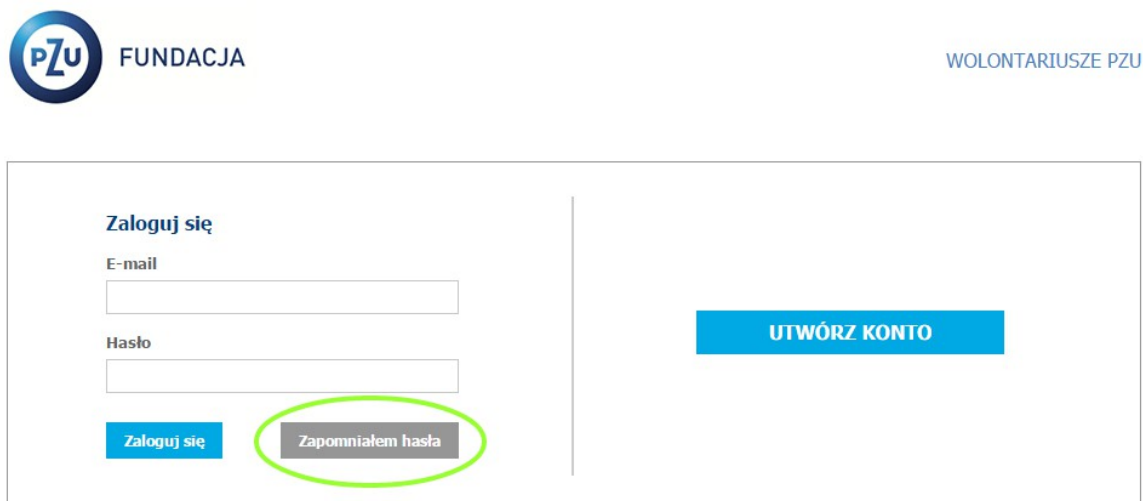 PZU FUNDACJA
WOLONTARIUSZE PZU
Zaloguj się
E-mail
Hasło
Zaloguj się
Zapomniałem hasła
UTWÓRZ KONTO